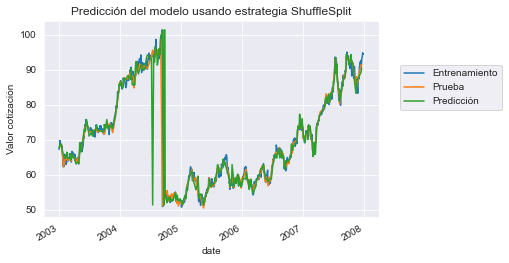 Predicción del modelo usando estrategia ShuffleSplit
100
90
80
70
60
50
Valor cotizacion
2003
2004
2005
2006
2007
2008
date
Entrenamiento
Prueba
Predicción